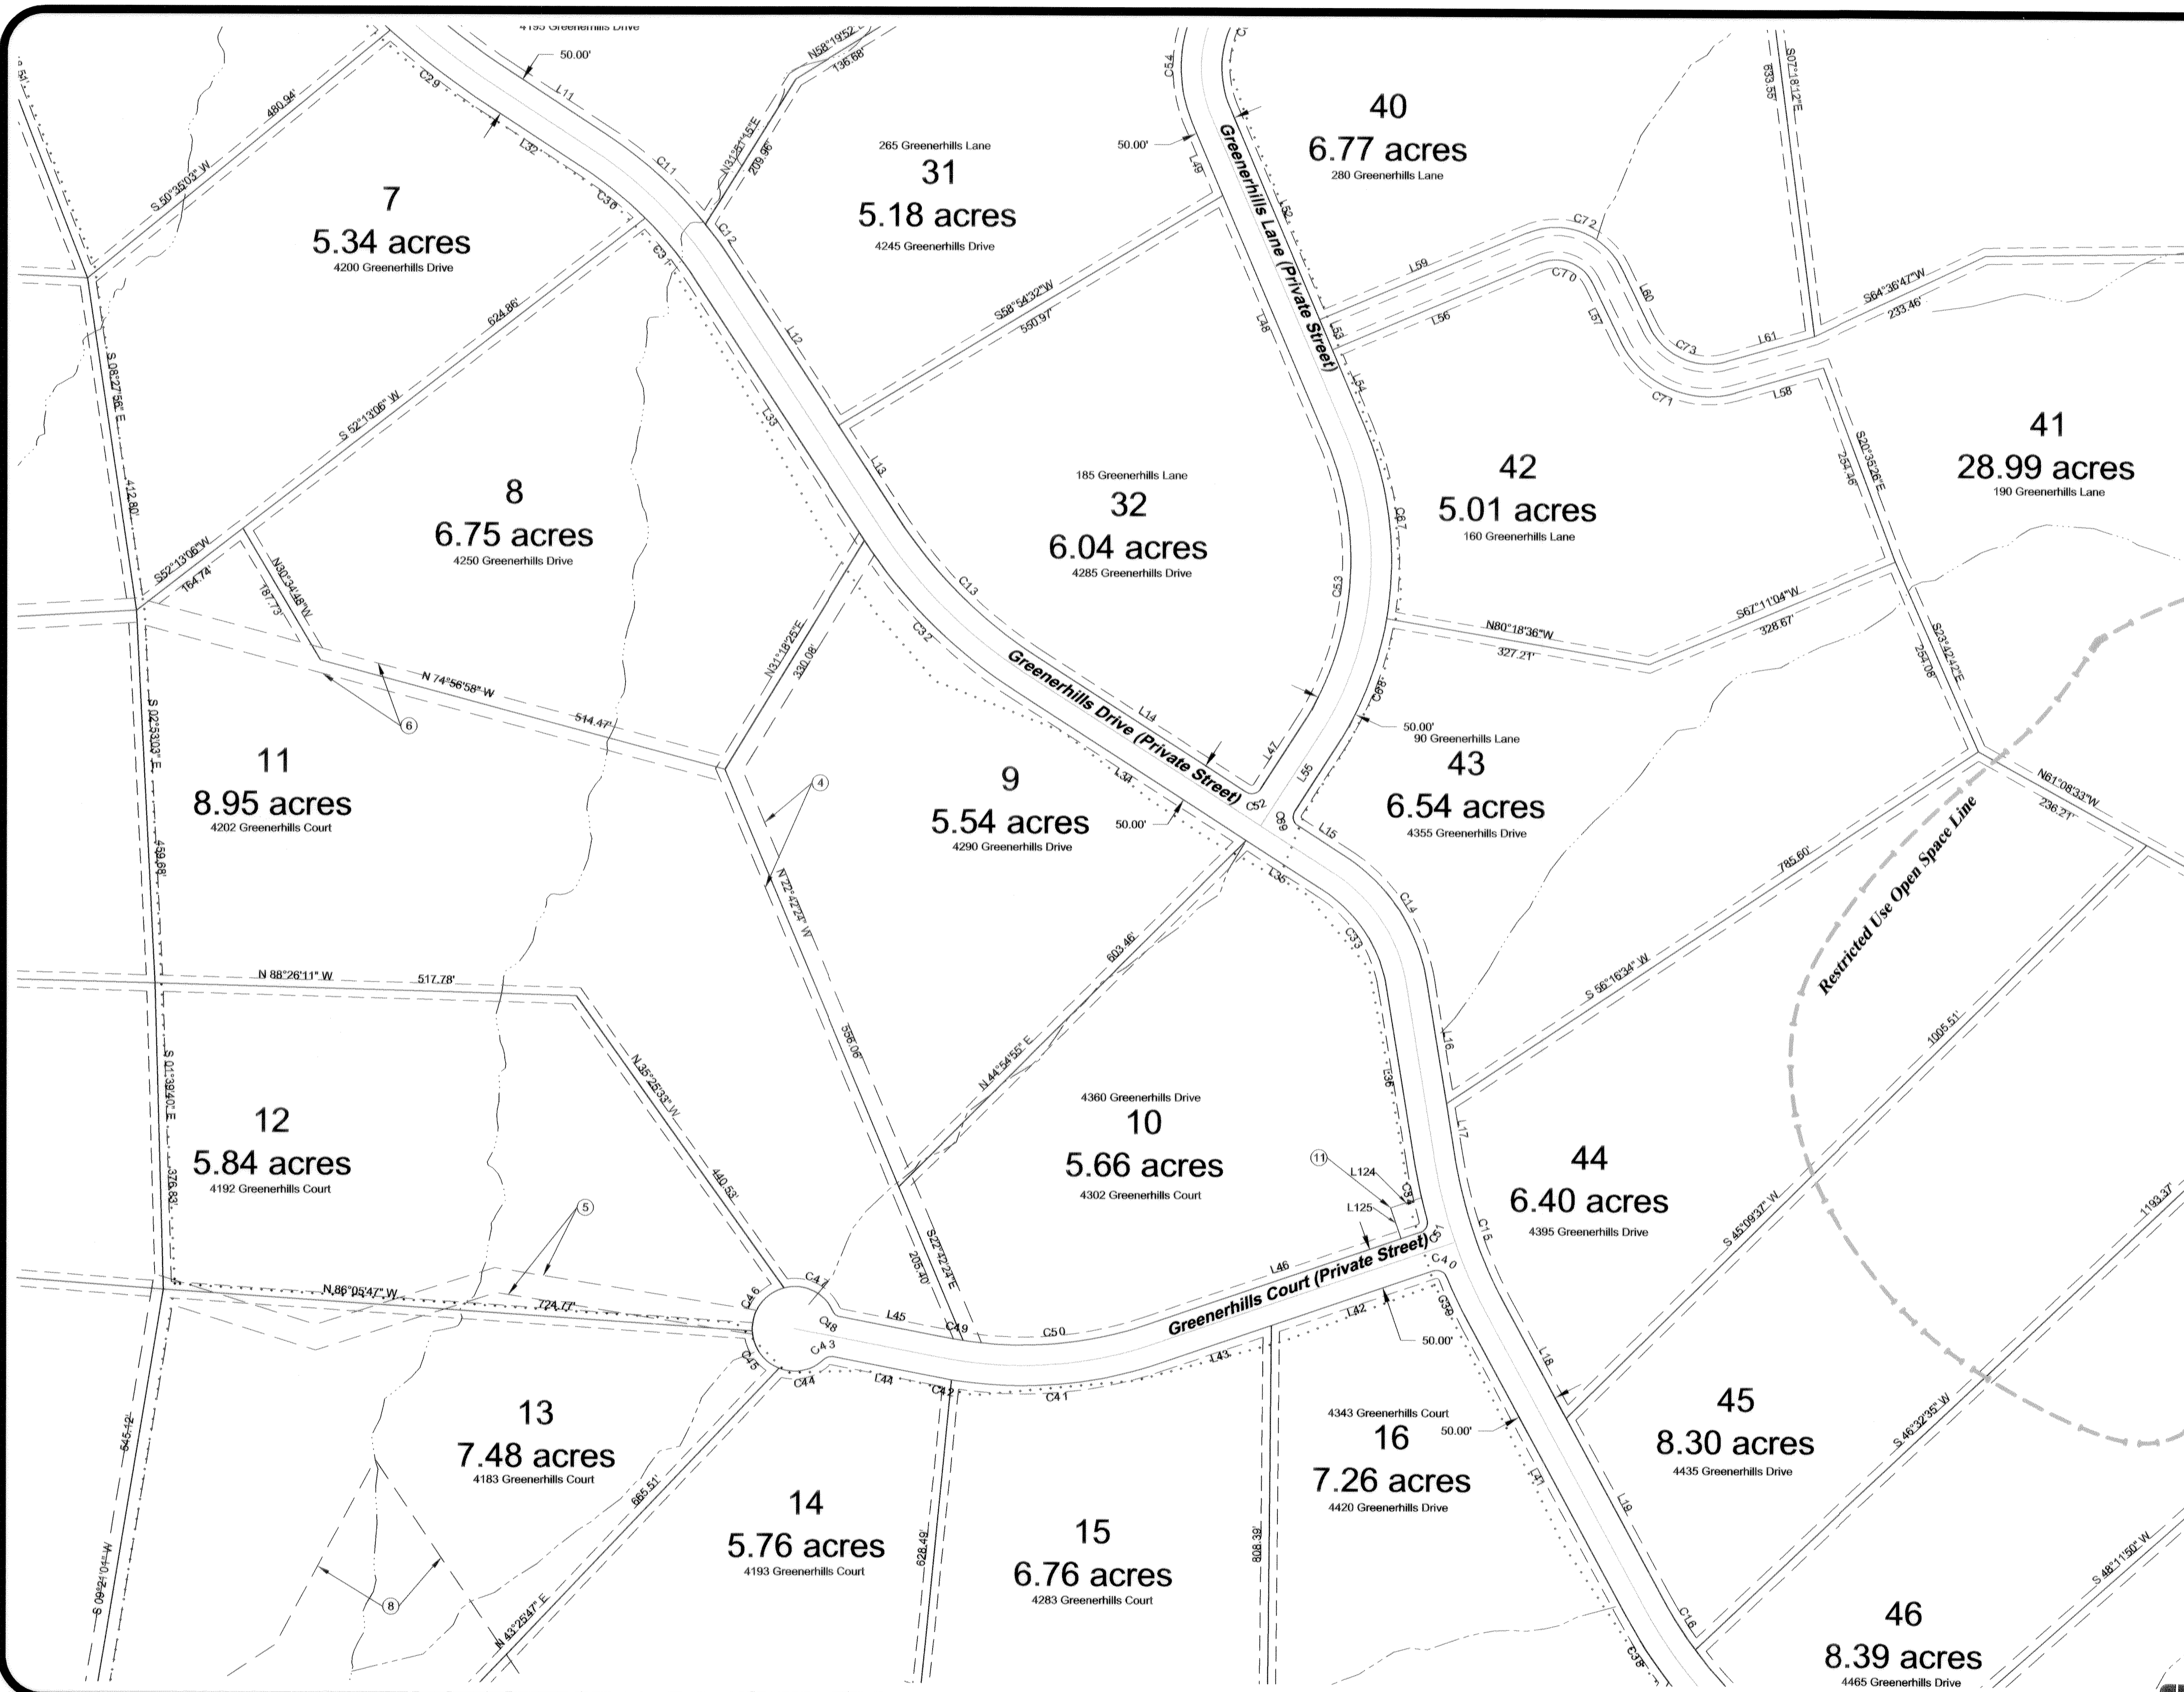 4195 Greenerhills Drive
50.00'
C29
L11
N58°19'52"
136.68'
C54
S07°18'12"E
633.55'
480.94'
S 50°35'03" W
L32
C30
C11
N31°51'15"E
209.96'
7
5.34 acres
4200 Greenerhills Drive
265 Greenerhills Lane
31
5.18 acres
4245 Greenerhills Drive
50.00'
L49
Greenerhills Lane (Private Street)
L52
40
6.77 acres
280 Greenerhills Lane
C72
L59
C70
L60
L57
L56
L53
L54
C73
L61
L58
C71
S64°36'47"W
233.46'
C12
C31
624.86'
S 52°13'06" W
L12
L33
S58°54'32"W
550.97'
L48
S 08°27'56" E
412.80'
L13
8
6.75 acres
4250 Greenerhills Drive
185 Greenerhills Lane
32
6.04 acres
4285 Greenerhills Drive
C67
C53
42
5.01 acres
160 Greenerhills Lane
S20°35'26"E
254.46'
41
28.99 acres
190 Greenerhills Lane
S52°13'06"W
164.74'
N30°34'48"W
187.73'
C13
C32
N31°18'25"E
330.08'
N80°18'36"W
327.21'
S67°11'04"W
328.67'
S23°42'42"E
254.08'
N 74°56'58" W
514.47'
6
S 02°53'03" E
459.68'
11
8.95 acres
4202 Greenerhills Court
4
Greenerhills Drive (Private Street)
L14
L34
L47
C52
C68
L55
C69
L15
50.00'
9
5.54 acres
4290 Greenerhills Drive
50.00'
90 Greenerhills Lane
43
6.54 acres
4355 Greenerhills Drive
N61°08'33"W
236.21'
785.60'
S 56°16'34" W
Restricted Use Open Space Line
L35
C14
C33
N 22°42'24" W
556.06'
603.46'
N 44°54'55" E
N 88°26'11" W
517.78'
N 35°25'33" W
440.53'
S 01°39'40" E
376.83'
L16
L36
1005.51'
S 45°09'37" W
12
5.84 acres
4192 Greenerhills Court
5
4360 Greenerhills Drive
10
5.66 acres
4302 Greenerhills Court
11
L124
L125
C37
C51
L17
C15
44
6.40 acres
4395 Greenerhills Drive
1193.37'
S22°42'24"E
205.40'
N 86°05'47" W
724.77'
C46
C47
C48
C43
C45
C44
L45
C49
L44
C42
C50
C41
L46
Greenerhills Court (Private Street)
L43
L42
C40
C39
50.00'
L18
S 46°32'35" W
545.12'
S 09°21'01" W
13
7.48 acres
4183 Greenerhills Court
8
665.51'
N 43°25'47" E
14
5.76 acres
4193 Greenerhills Court
628.49'
15
6.76 acres
4283 Greenerhills Court
808.39'
4343 Greenerhills Court
16
7.26 acres
4420 Greenerhills Drive
50.00'
L41
L19
45
8.30 acres
4435 Greenerhills Drive
C16
C38
S 48°11'50" W
46
8.39 acres
4465 Greenerhills Drive